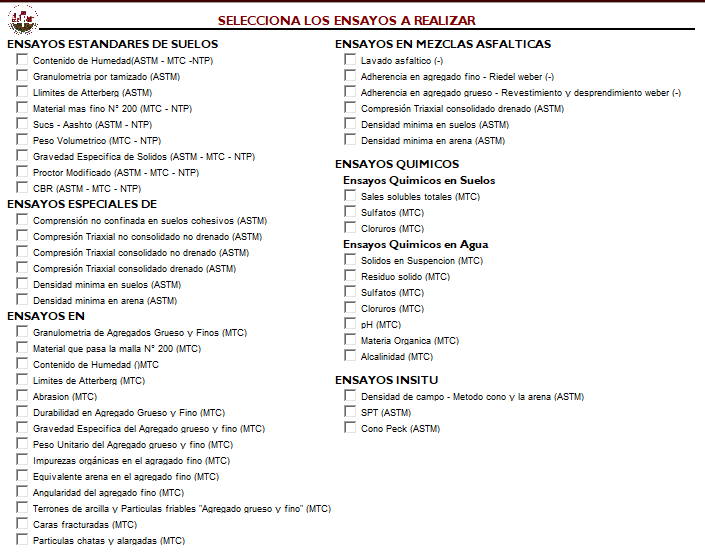 SELECCIONA LOS ENSAYOS A REALIZAR
ENSAYOS ESTANDARES DE SUELOS
Contenido de Humedad(ASTM - MTC -NTP)
Granulometria por tamizado (ASTM)
Llimites de Atterberg (ASTM)
Material mas fino N° 200 (MTC - NTP)
Sucs - Aashto (ASTM - NTP)
Peso Volumetrico (MTC - NTP)
Gravedad Especifica de Solidos (ASTM - MTC - NTP)
Proctor Modificado (ASTM - MTC - NTP)
CBR (ASTM - MTC - NTP)
ENSAYOS ESPECIALES DE
Comprensión no confinada en suelos cohesivos (ASTM)
Compresión Triaxial no consolidado no drenado (ASTM)
Compresión Triaxial consolidado no drenado (ASTM)
Compresión Triaxial consolidado drenado (ASTM)
Densidad minima en suelos (ASTM)
Densidad minima en arena (ASTM)
ENSAYOS EN
Granulometria de Agregados Grueso y Finos (MTC)
Material que pasa la malla N° 200 (MTC)
Contenido de Humedad ()MTC
Limites de Atterberg (MTC)
Abrasion (MTC)
Durabilidad en Agregado Grueso y Fino (MTC)
Gravedad Especifica del Agregado grueso y fino (MTC)
Peso Unitario del Agregado grueso y fino (MTC)
Impurezas orgánicas en el agragado fino (MTC)
Equivalente arena en el agregado fino (MTC)
Angularidad del agregado fino (MTC)
Terrones de arcilla y Particulas friables "Agregado grueso y fino" (MTC)
Caras fracturadas (MTC)
Particulas chatas y alargadas (MTC)
ENSAYOS EN MEZCLAS ASFALTICAS
Lavado asfaltico (-)
Adherencia en agregado fino - Riedel weber (-)
Adherencia en agregado grueso - Revestimiento y desprendimiento weber (-)
Compresión Triaxial consolidado drenado (ASTM)
Densidad minima en suelos (ASTM)
Densidad minima en arena (ASTM)
ENSAYOS QUIMICOS
Ensayos Quimicos en Suelos
Sales solubles totales (MTC)
Sulfatos (MTC)
Cloruros (MTC)
Ensayos Quimicos en Agua
Solidos en Suspencion (MTC)
Residuo solido (MTC)
Sulfatos (MTC)
Cloruros (MTC)
pH (MTC)
Materia Organica (MTC)
Alcalinidad (MTC)
ENSAYOS INSITU
Densidad de campo - Metodo cono y la arena (ASTM)
SPT (ASTM)
Cono Peck (ASTM)